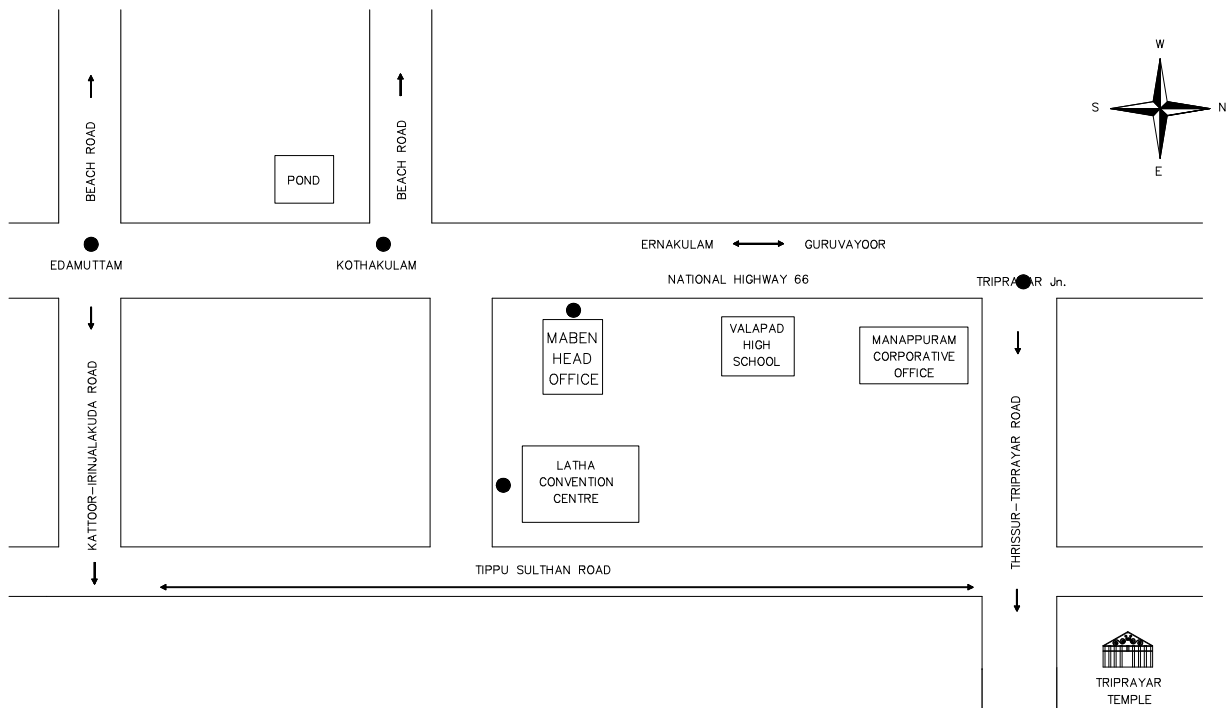 W
S
N
E
BEACH ROAD
BEACH ROAD
POND
EDAMUTTAM
KOTHAKULAM
ERNAKULAM
GURUVAYOOR
NATIONAL HIGHWAY 66
TRIPRAYAR Jn.
MABEN
HEAD
OFFICE
VALAPAD
HIGH
SCHOOL
MANAPPURAM
CORPORATIVE
OFFICE
KATTOOR-IRINJALAKUDA ROAD
LATHA
CONVENTION
CENTRE
THRISSUR-TRIPRAYAR ROAD
TIPPU SULTHAN ROAD
TRIPRAYAR
TEMPLE